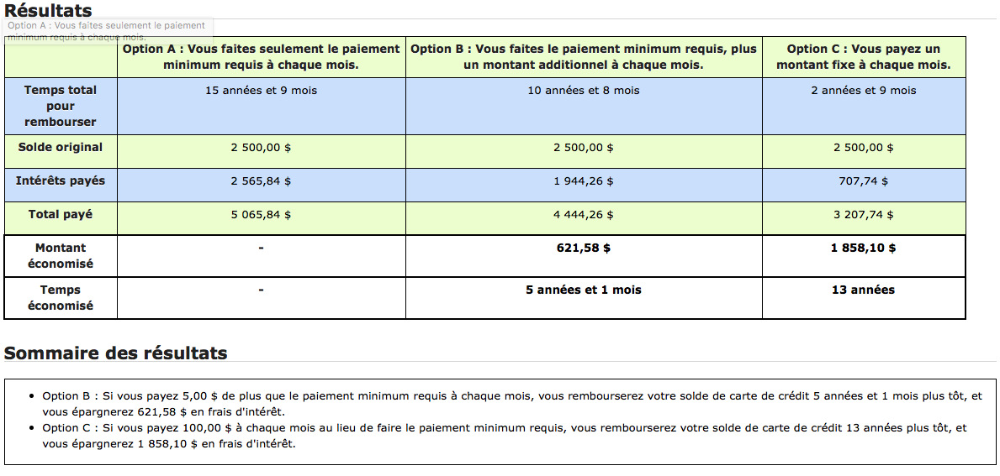 Résultats
Option A : Vous faites seulement le paiement
minimum requis à chaque mois.
Option A : Vous faites seulement le paiement
minimum requis à chaque mois.
Option B : Vous faites le paiement minimum requis, plus
un montant additionnel à chaque mois.
Option C : Vous payez un
montant fixe à chaque mois.
Temps total
pour
rembourser
15 années et 9 mois
10 années et 8 mois
2 années et 9 mois
Solde original
2 500,00 $
2 500,00 $
2 500,00 $
Intérêts payés
2 565,84 $
1 944,26 $
707,74 $
Total payé
5 065,84 $
4 444,26 $
3 207,74 $
Montant
économisé
-
621,58 $
1 858,10 $
Temps
économisé
-
5 années et 1 mois
13 années
Sommaire des résultats
• Option B : Si vous payez 5,00 $ de plus que le paiement minimum requis à chaque mois, vous rembourserez votre solde de carte de crédit 5 années et 1 mois plus tôt, et
vous épargnerez 621,58 $ en frais d'intérêt.
• Option C : Si vous payez 100,00 $ à chaque mois au lieu de faire le paiement minimum requis, vous rembourserez votre solde de carte de crédit 13 années plus tôt, et
vous épargnerez 1 858,10 $ en frais d'intérêt.